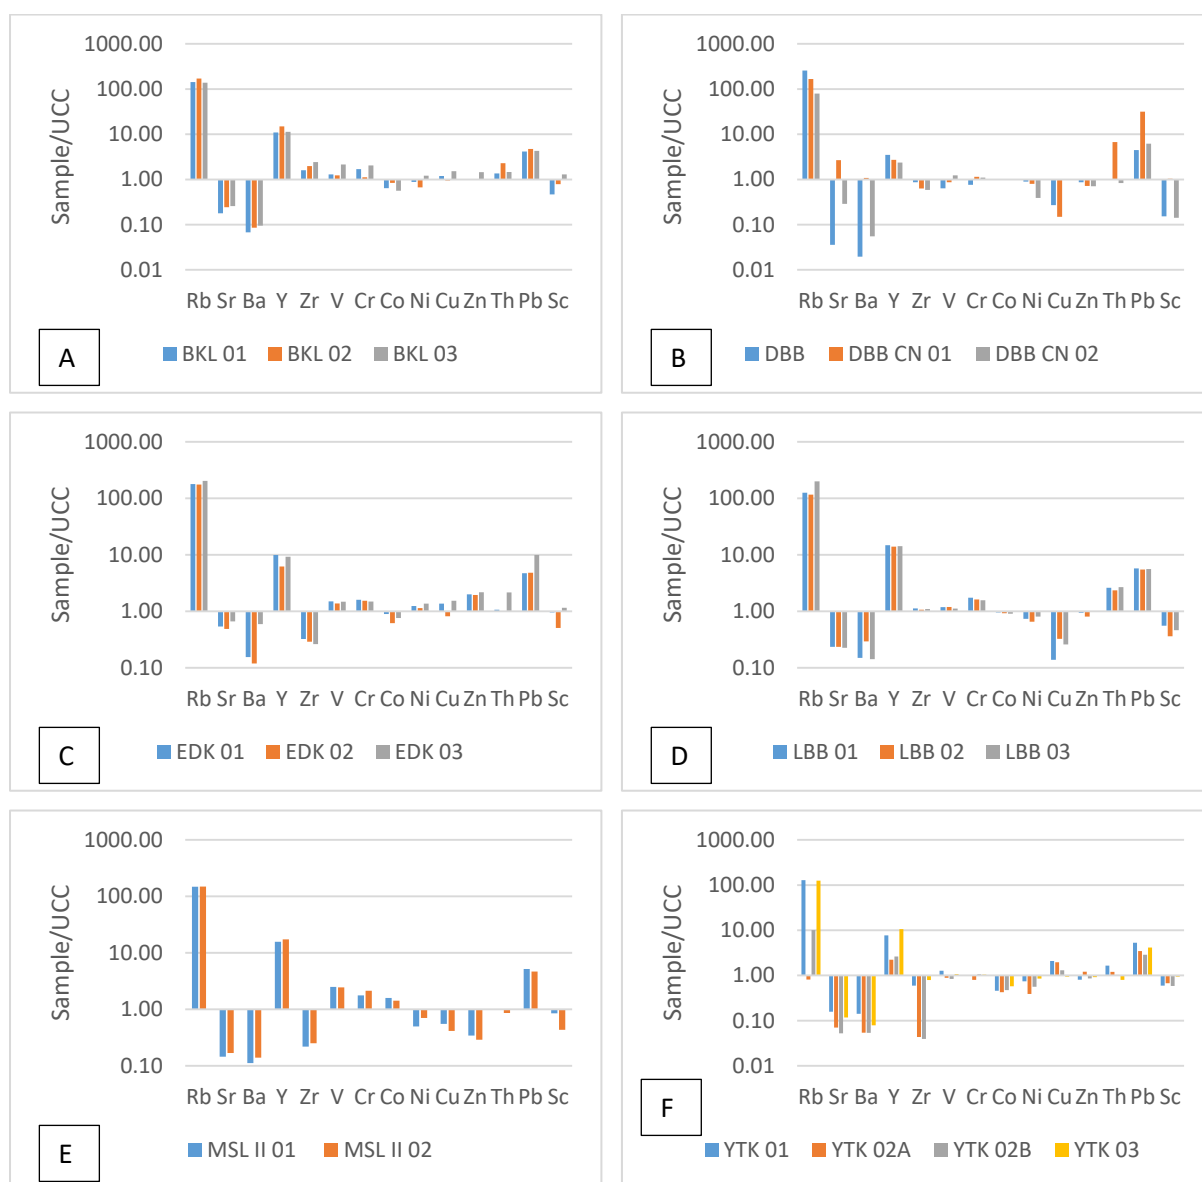 1000.00
100.00
10.00
1.00
0.10
0.01
Sample/UCC
Rb Sr Ba Y Zr V Cr Co Ni Cu Zn Th Pb Sc
A
BKL 01 BKL 02 BKL 03
1000.00
100.00
10.00
1.00
0.10
0.01
Sample/UCC
Rb Sr Ba Y Zr V Cr Co Ni Cu Zn Th Pb Sc
B
DBB DBB CN 01 DBB CN 02
1000.00
100.00
10.00
1.00
0.10
Sample/UCC
Rb Sr Ba Y Zr V Cr Co Ni Cu Zn Th Pb Sc
C
EDK 01 EDK 02 EDK 03
1000.00
100.00
10.00
1.00
0.10
Sample/UCC
Rb Sr Ba Y Zr V Cr Co Ni Cu Zn Th Pb Sc
D
LBB 01 LBB 02 LBB 03
1000.00
100.00
10.00
1.00
0.10
Sample/UCC
Rb Sr Ba Y Zr V Cr Co Ni Cu Zn Th Pb Sc
E
MSL II 01 MSL II 02
1000.00
100.00
10.00
1.00
0.10
0.01
Sample/UCC
Rb Sr Ba Y Zr V Cr Co Ni Cu Zn Th Pb Sc
F
YTK 01 YTK 02A YTK 02B YTK 03